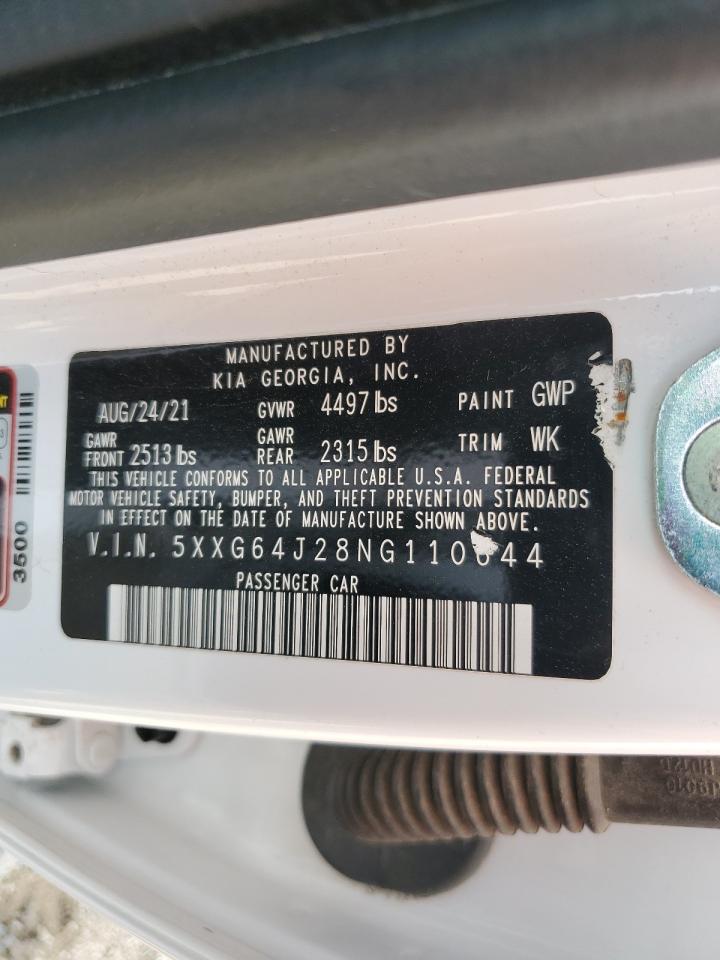 MANUFACTURED BY
KIA GEORGIA, INC.
AUG/24/21 GVWR 4497 lbs PAINT GWP
GAWR FRONT 2513 lbs GAWR REAR 2315 lbs TRIM WK
THIS VEHICLE CONFORMS TO ALL APPLICABLE U.S.A. FEDERAL
MOTOR VEHICLE SAFETY, BUMPER, AND THEFT PREVENTION STANDARDS
IN EFFECT ON THE DATE OF MANUFACTURE SHOWN ABOVE.
V.I.N. 5XXG64J28NG110644
PASSENGER CAR
3500